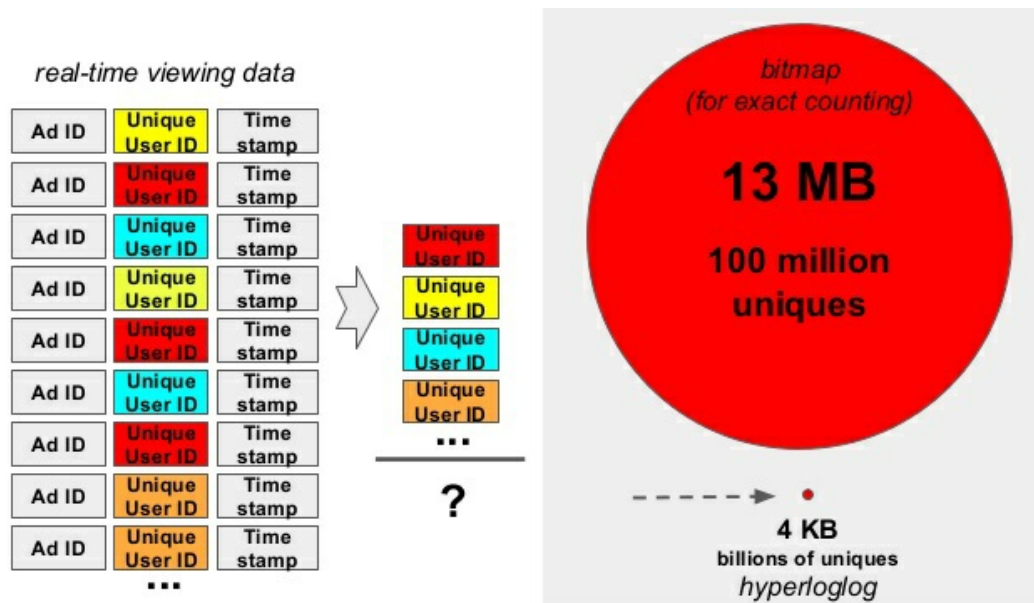 real-time viewing data
Ad ID
Unique
User ID
Time
stamp
Ad ID
Unique
User ID
Time
stamp
Ad ID
Unique
User ID
Time
stamp
Ad ID
Unique
User ID
Time
stamp
Ad ID
Unique
User ID
Time
stamp
Ad ID
Unique
User ID
Time
stamp
Ad ID
Unique
User ID
Time
stamp
Ad ID
Unique
User ID
Time
stamp
Ad ID
Unique
User ID
Time
stamp
...
Unique
User ID
Unique
User ID
Unique
User ID
Unique
User ID
...
?
bitmap
(for exact counting)
13 MB
100 million
uniques
4 KB
billions of uniques
hyperloglog